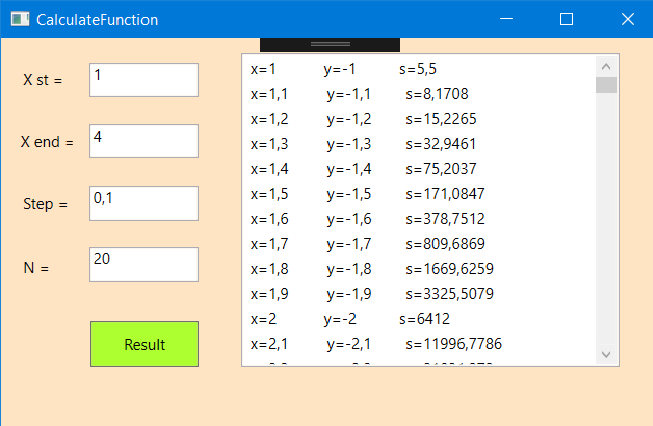 CalculateFunction
X st =
1
X end =
4
Step =
0,1
N =
20
Result
x=1 y=-1 s=5,5
x=1,1 y=-1,1 s=8,1708
x=1,2 y=-1,2 s=15,2265
x=1,3 y=-1,3 s=32,9461
x=1,4 y=-1,4 s=75,2037
x=1,5 y=-1,5 s=171,0847
x=1,6 y=-1,6 s=378,7512
x=1,7 y=-1,7 s=809,6869
x=1,8 y=-1,8 s=1669,6259
x=1,9 y=-1,9 s=3325,5079
x=2 y=-2 s=6412
x=2,1 y=-2,1 s=11996,7786